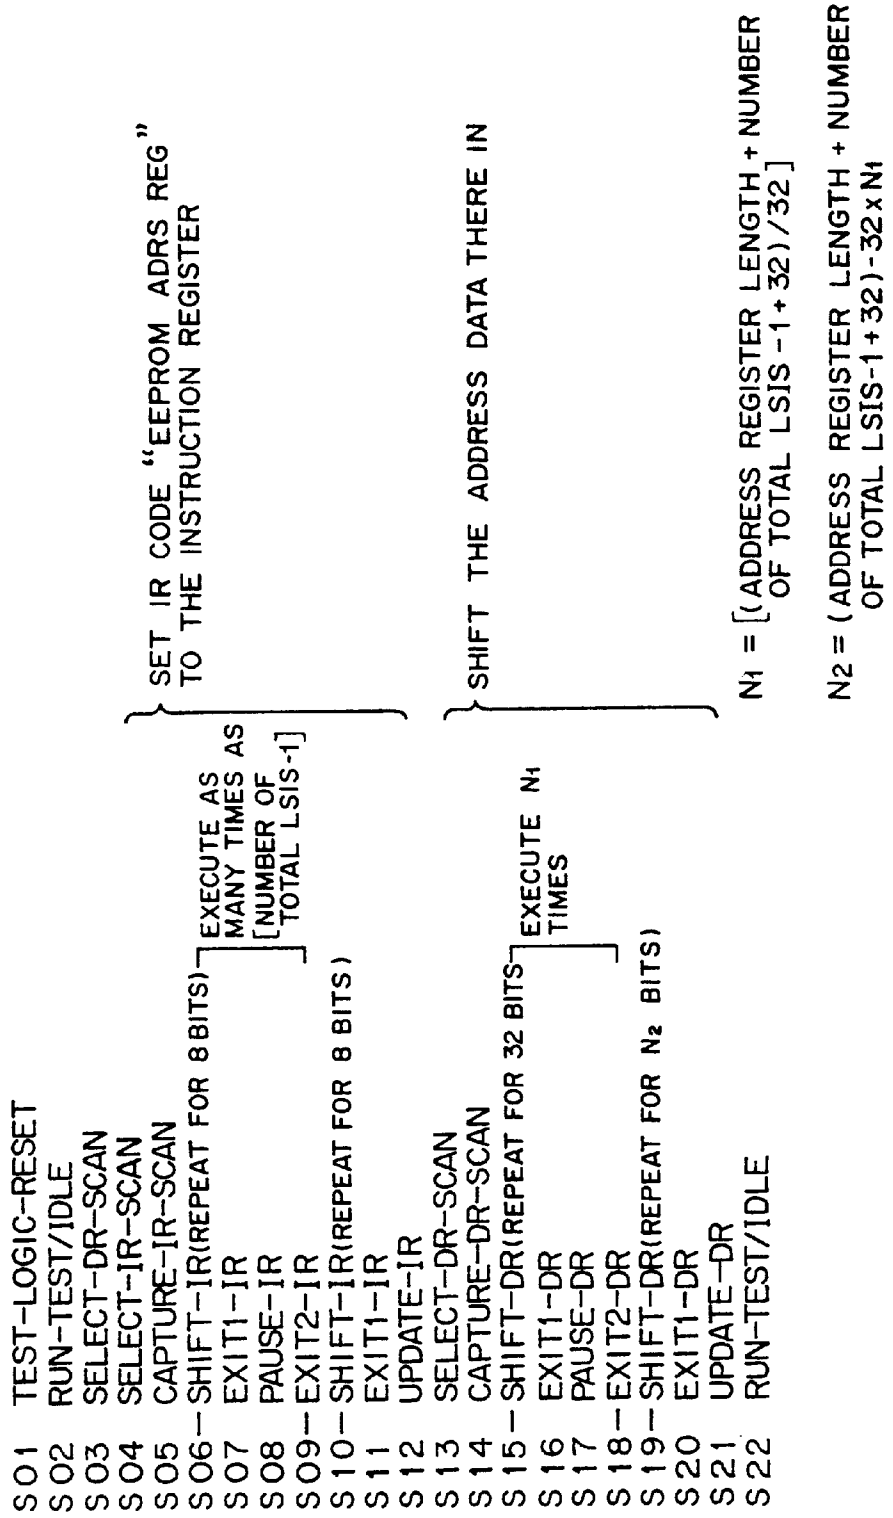 S01 TEST-LOGIC-RESET
S02 RUN-TEST/IDLE
S03 SELECT-DR-SCAN
S04 SELECT-IR-SCAN
S05 CAPTURE-IR-SCAN
S06-SHIFT-IR(REPEAT FOR 8 BITS)
S07 EXIT1-IR
S08 PAUSE-IR
S09-EXIT2-IR
S10-SHIFT-IR(REPEAT FOR 8 BITS)
S11 EXIT1-IR
S12 UPDATE-IR
S13 SELECT-DR-SCAN
S14 CAPTURE-DR-SCAN
S15-SHIFT-DR(REPEAT FOR 32 BITS
S16 EXIT1-DR
S17 PAUSE-DR
S18-EXIT2-DR
S19-SHIFT-DR(REPEAT FOR N2 BITS)
S20 EXIT1-DR
S21 UPDATE-DR
S22 RUN-TEST/IDLE
EXECUTE AS
MANY TIMES AS
[NUMBER OF
TOTAL LSIS-1]
EXECUTE N1
TIMES
SET IR CODE "EEPROM ADRS REG"
TO THE INSTRUCTION REGISTER
SHIFT THE ADDRESS DATA THERE IN
N1 = [(ADDRESS REGISTER LENGTH + NUMBER
OF TOTAL LSIS-1+32)/32]
N2 = (ADDRESS REGISTER LENGTH + NUMBER
OF TOTAL LSIS-1+32)-32xN1